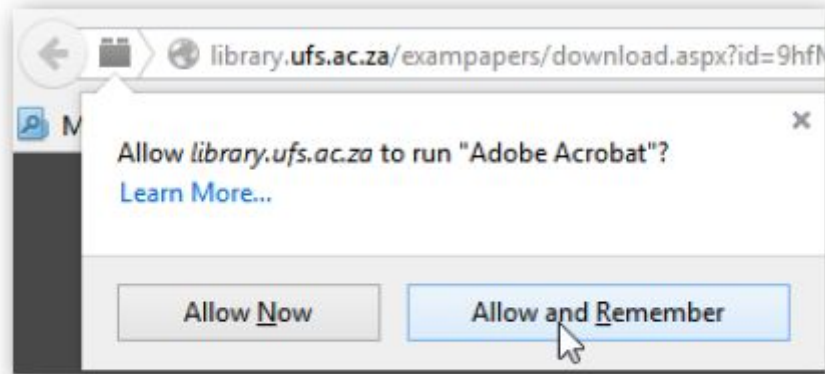 library.ufs.ac.za/exampapers/download.aspx?id=9hf
M
Allow library.ufs.ac.za to run "Adobe Acrobat"?
Learn More...
Allow Now
Allow and Remember